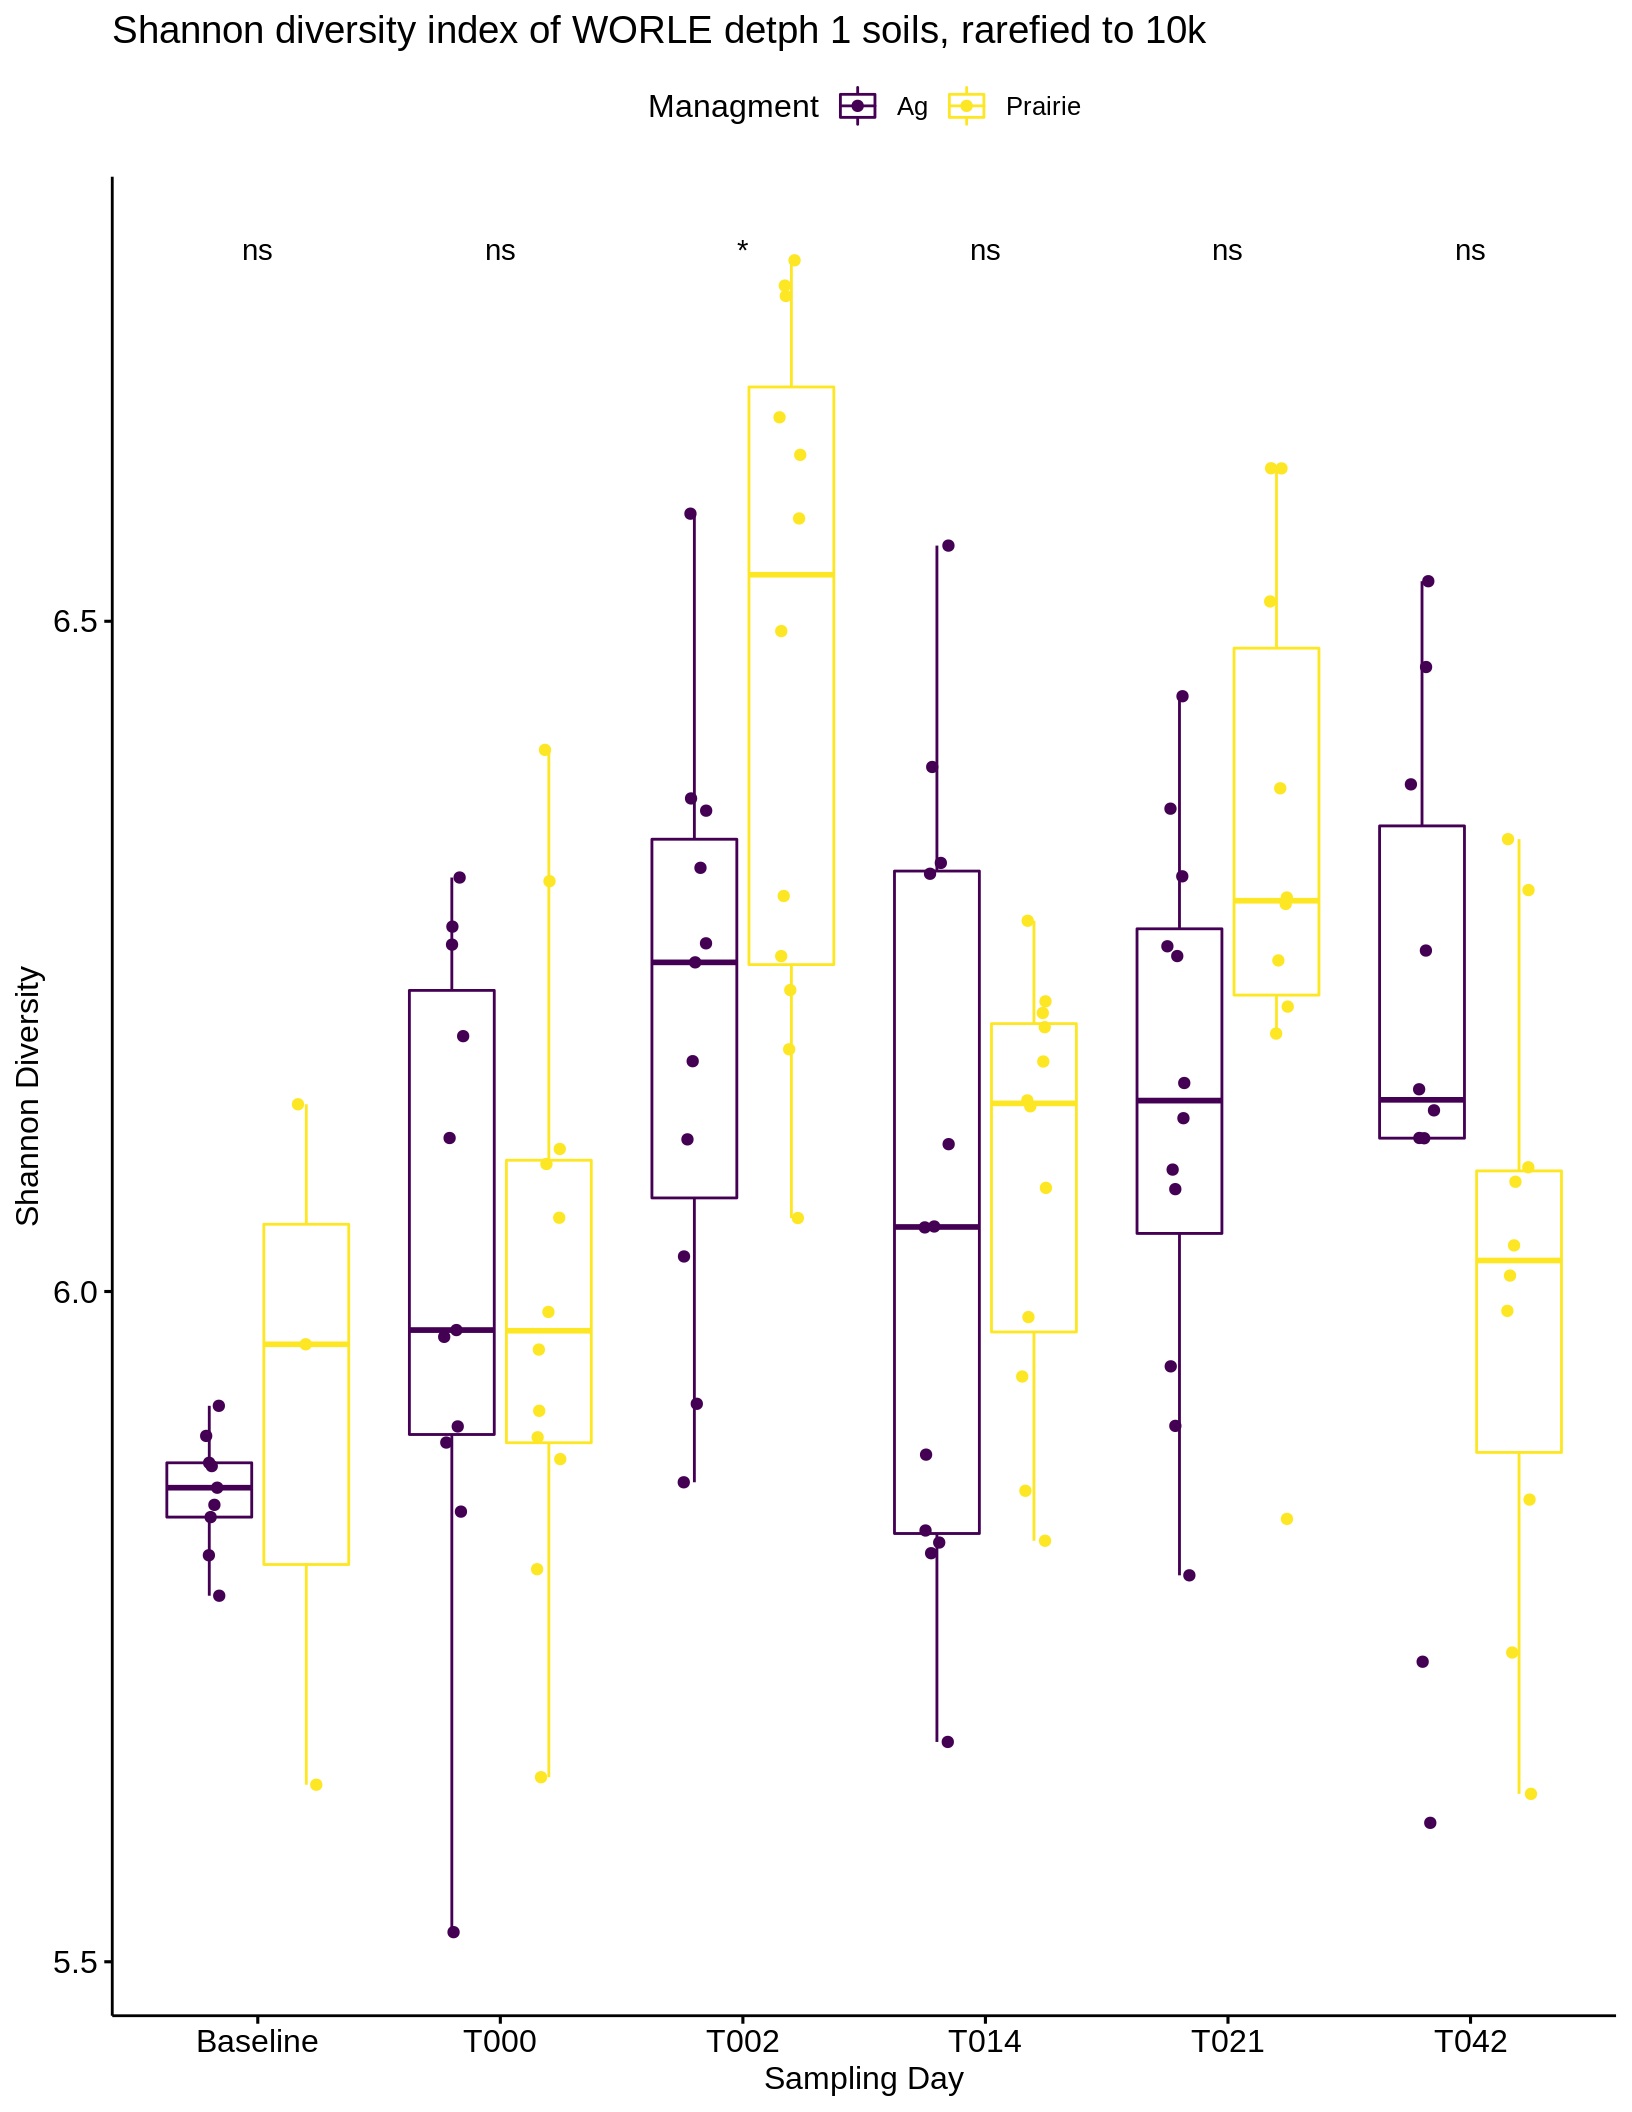 Shannon diversity index of WORLE detph 1 soils, rarefied to 10k
Managment Ag Prairie
ns ns * ns ns ns
6.5
6.0
5.5
Shannon Diversity
Baseline T000 T002 T014 T021 T042
Sampling Day